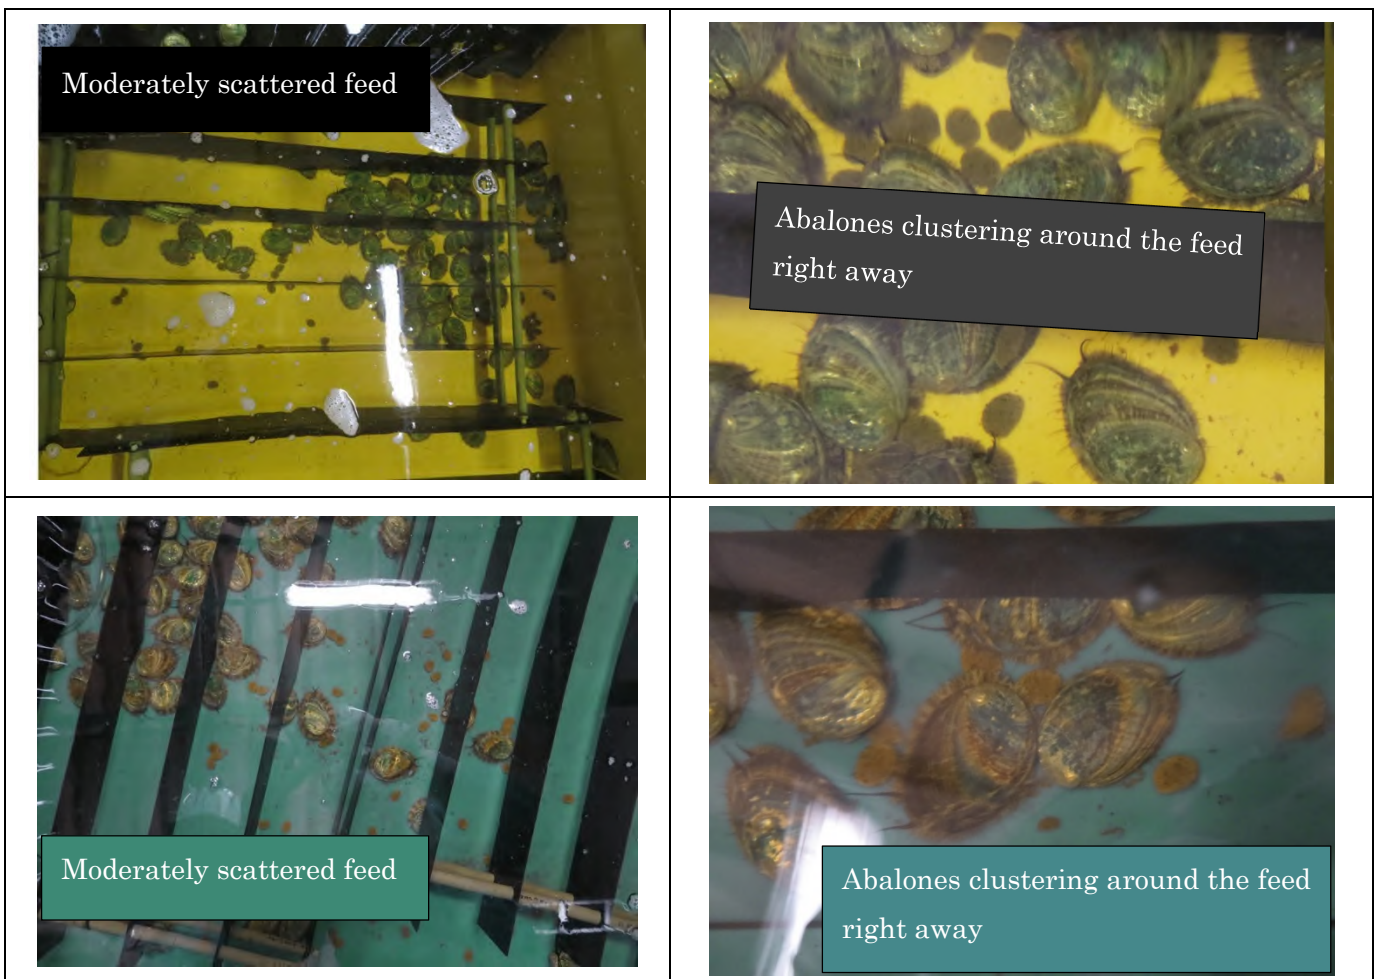 Moderately scattered feed
Abalones clustering around the feed
right away
Moderately scattered feed
Abalones clustering around the feed
right away